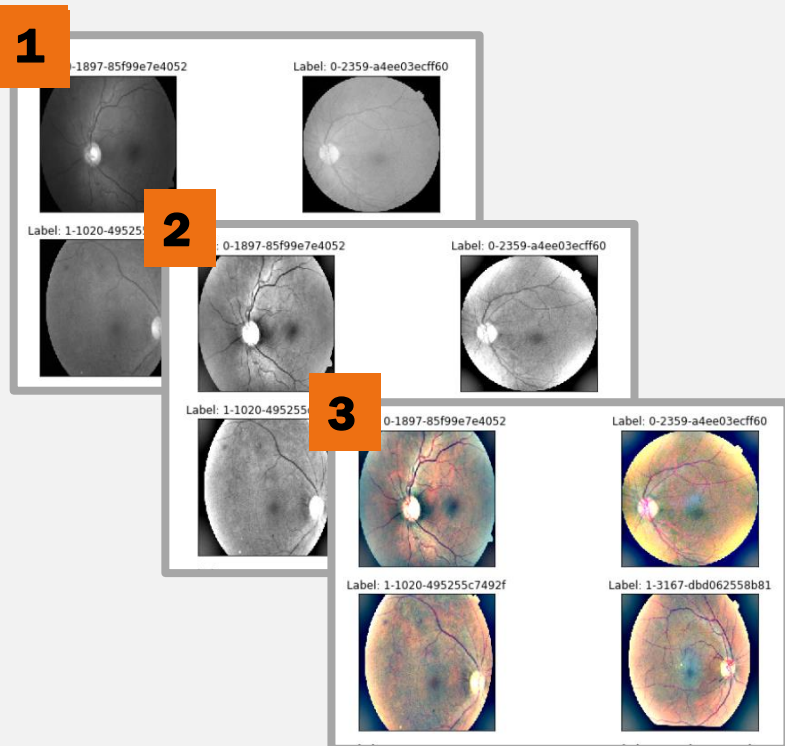 1
0-1897-85f99e7e4052
Label: 0-2359-a4ee03ecff60
Label: 1-1020-49525
2
: 0-1897-85f99e7e4052
Label: 0-2359-a4ee03ecff60
Label: 1-1020-495255
3
0-1897-85f99e7e4052
Label: 0-2359-a4ee03ecff60
Label: 1-1020-495255c7492f
Label: 1-3167-dbd062558b81